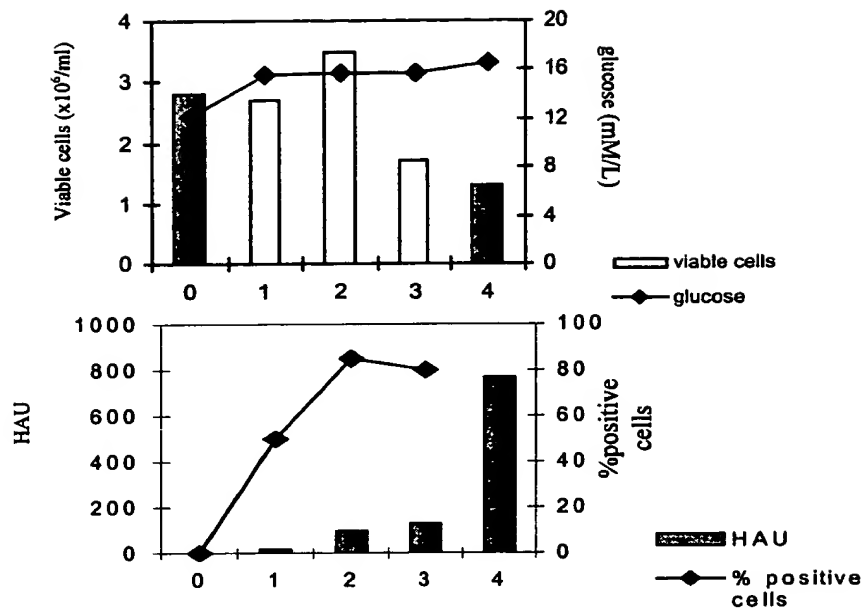 Viable cells (x10⁶/ml)
4
3
2
1
0
20
16
12
8
4
0
glucose (mM/L)
0 1 2 3 4
viable cells
glucose
HAU
1000
800
600
400
200
0
100
80
60
40
20
0
%positive
cells
0 1 2 3 4
HAU
% positive
cells